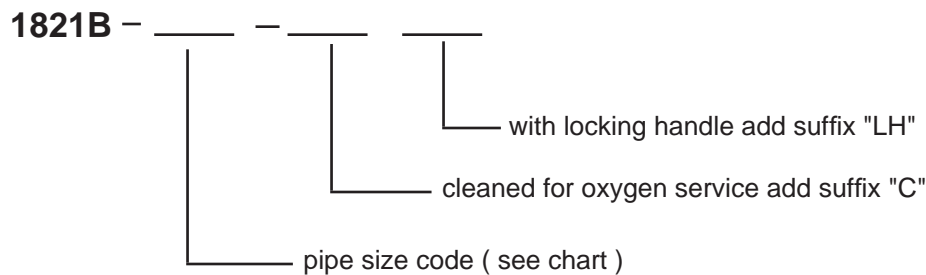 1821B – ____ – ____ ____
with locking handle add suffix "LH"
cleaned for oxygen service add suffix "C"
pipe size code ( see chart )